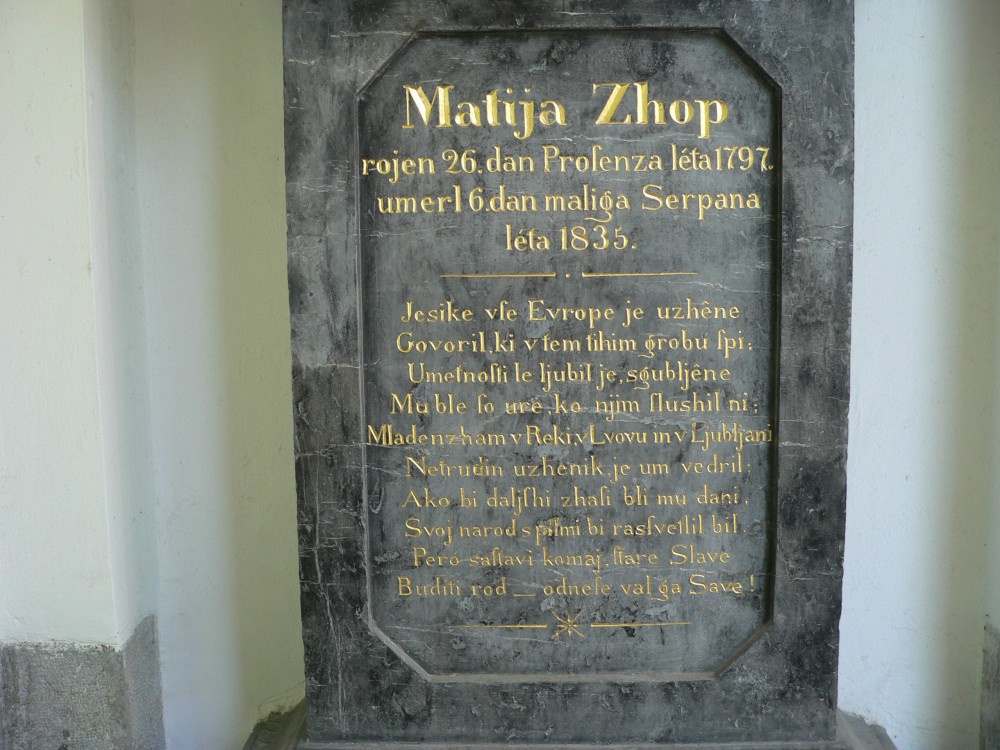 Matija Zhop
rojen 26. dan Proſenza léta 1797.
umerl 6. dan maliga Serpana
léta 1835.
Jesike vſe Evrope je uzhêne
Govoril, ki v tem tihim grobu ſpi;
Umetnoſti le ljubil je, sgubljêne
Mu ble ſo ure, ko njim ſlushil ni;
Mladenzham v Reki, v Lvovu in v Ljubljani
Netrudin uzhenik, je um vedril;
Ako bi daljſhi zhaſi bli mu dani,
Svoj narod s piſmi bi rasſvetlil bil.
Pero saſtavi komaj, ſtare Slave
Buditi rod _ odneſe val ga Save!